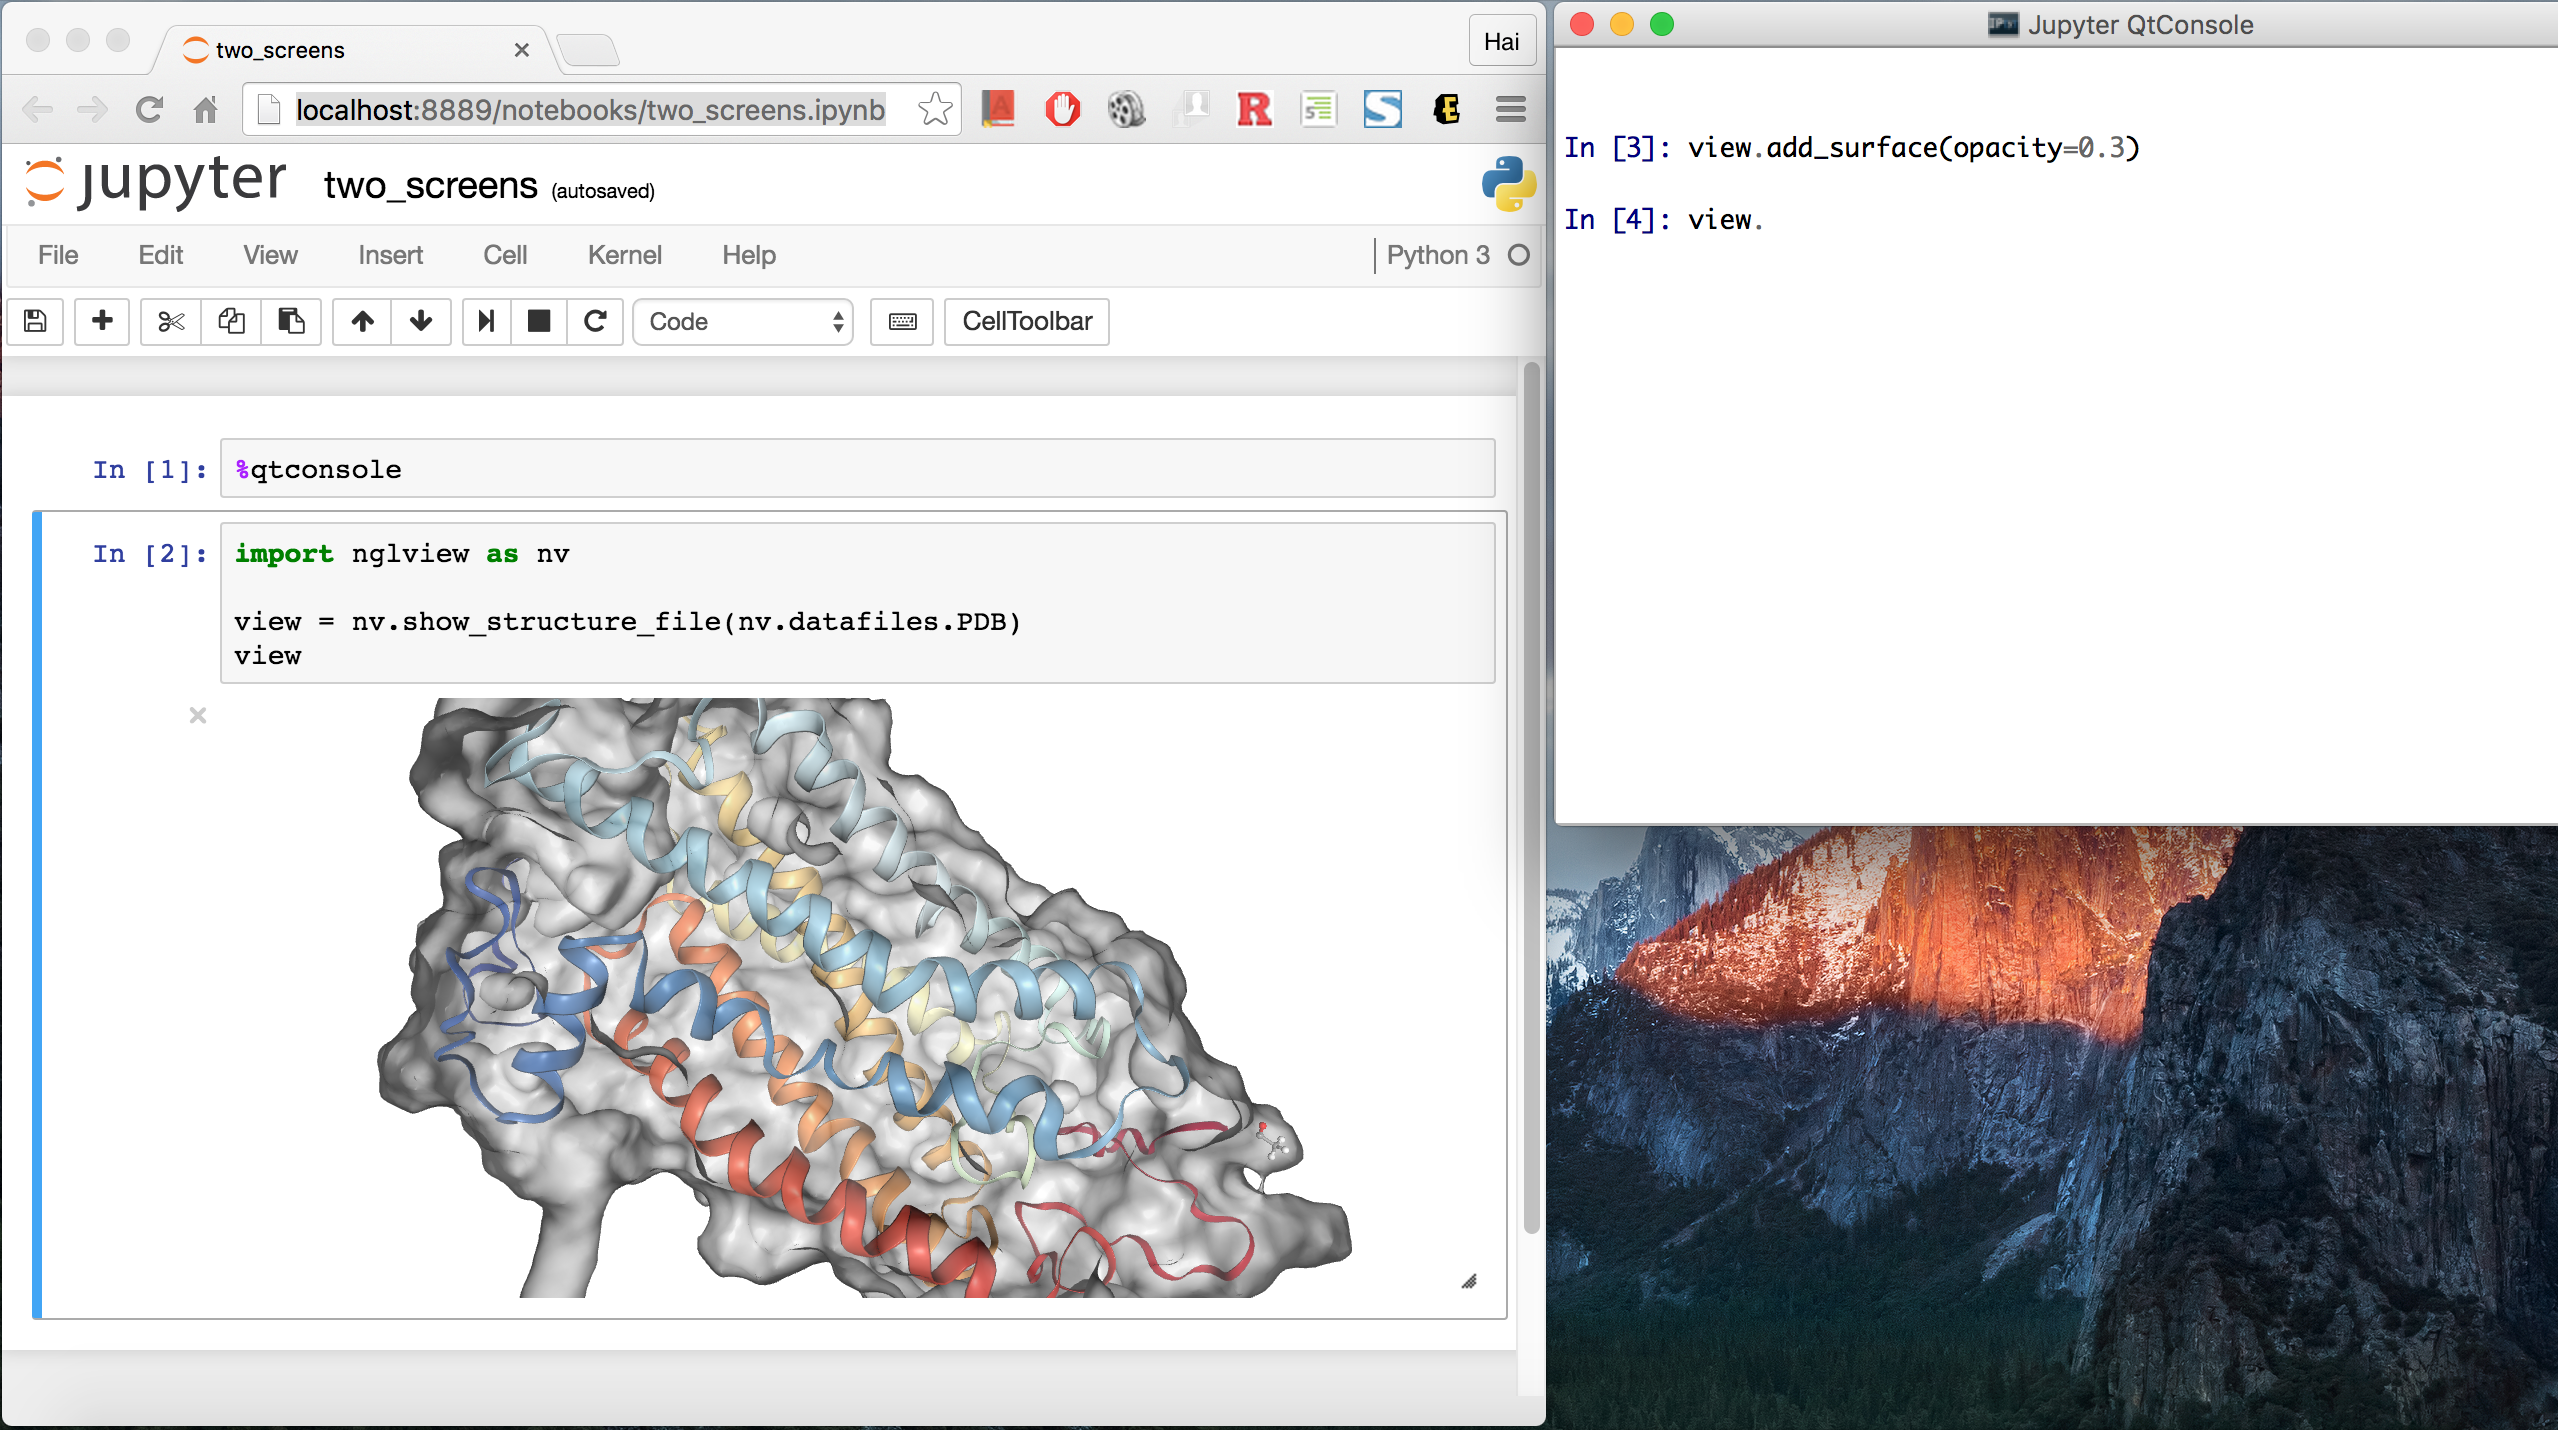 two_screens
Hai
localhost:8889/notebooks/two_screens.ipynb
jupyter two_screens (autosaved)
File Edit View Insert Cell Kernel Help Python 3
Code CellToolbar
In [1]: %qtconsole
In [2]: import nglview as nv
view = nv.show_structure_file(nv.datafiles.PDB)
view
Jupyter QtConsole
In [3]: view.add_surface(opacity=0.3)
In [4]: view.